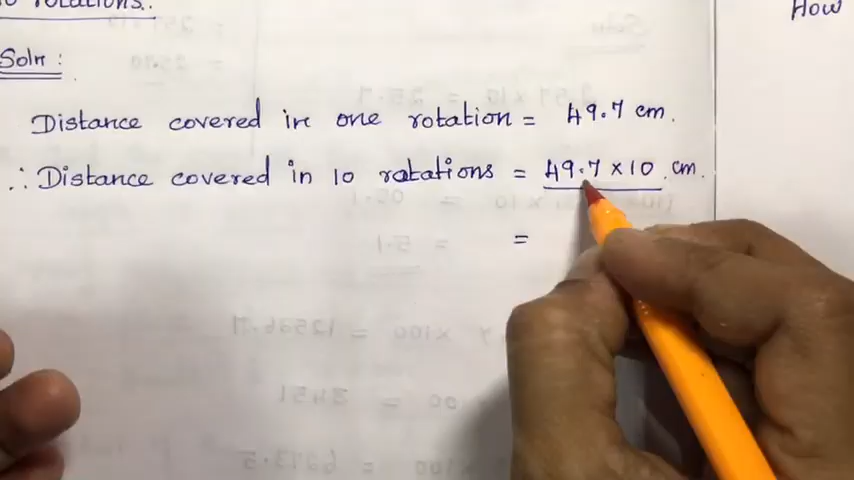 rotations.
How
Soln:
Distance covered in one rotation = 49.7 cm.
∴ Distance covered in 10 rotations = 49.7 × 10 cm.
=